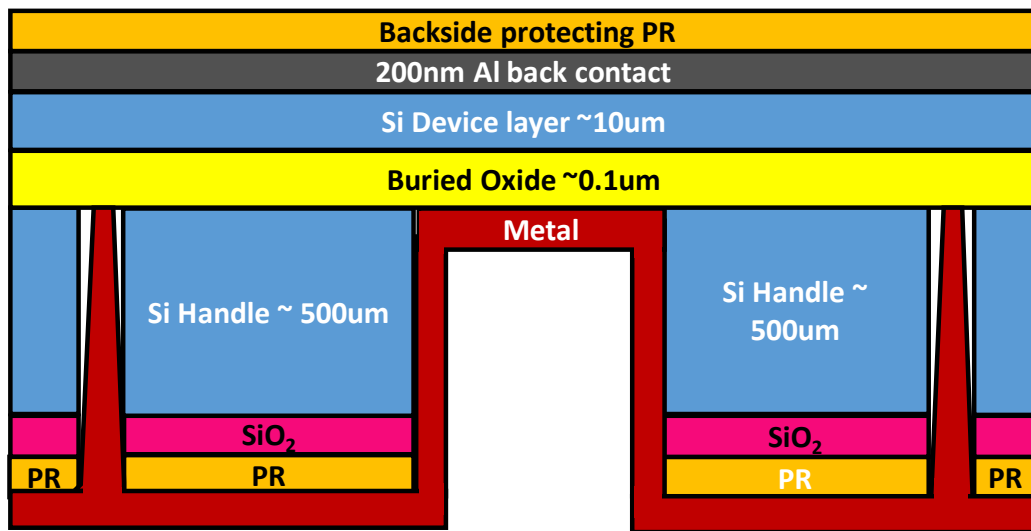 Backside protecting PR
200nm Al back contact
Si Device layer ~10um
Buried Oxide ~0.1um
Metal
Si Handle ~ 500um
Si Handle ~
500um
SiO₂
SiO₂
PR
PR
PR
PR